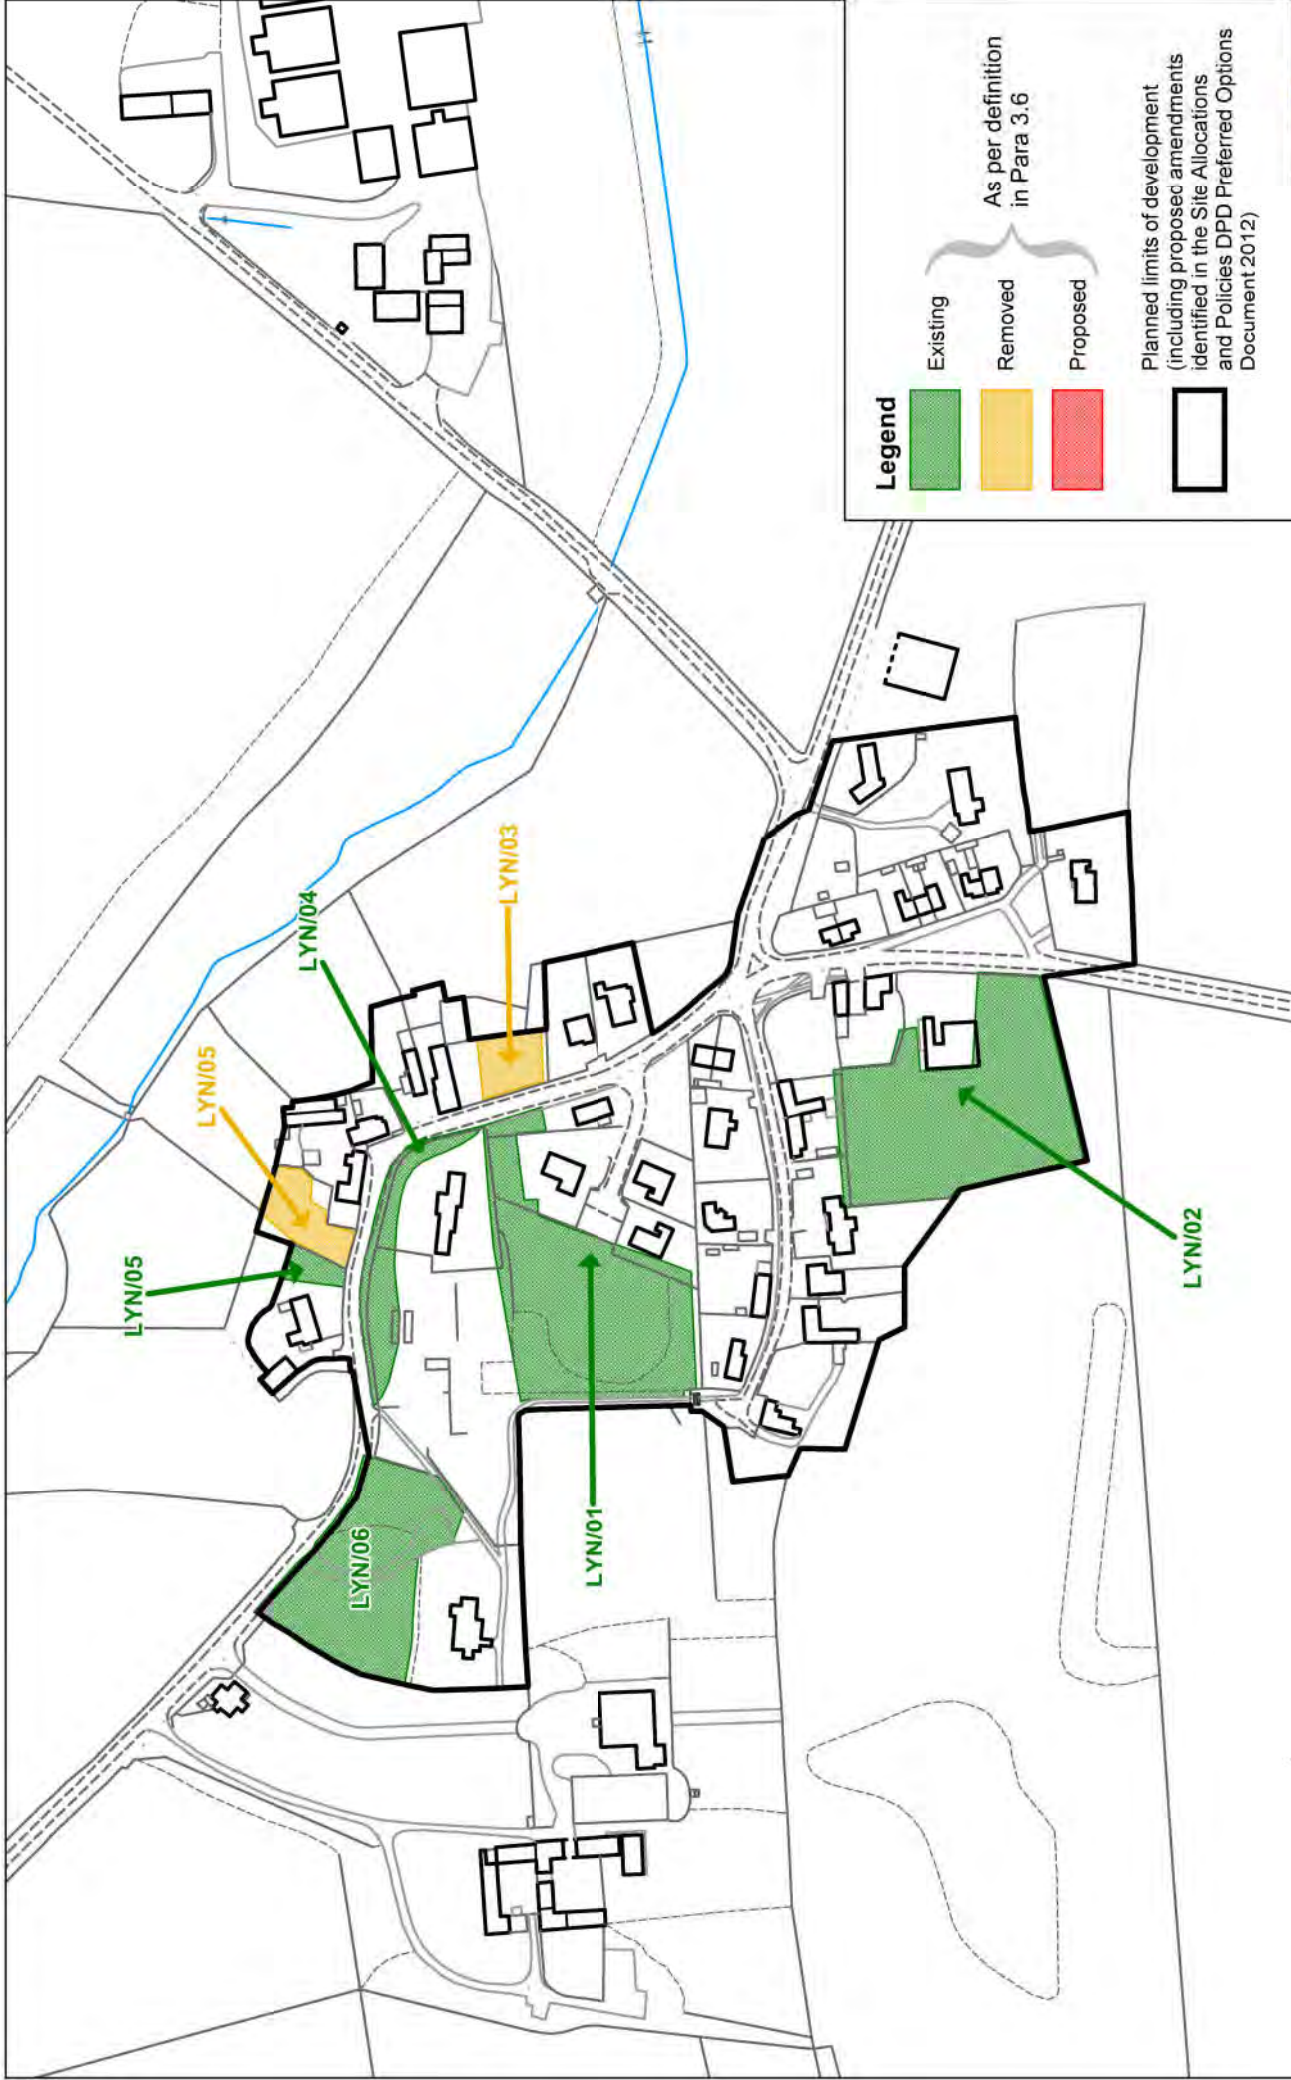 LYN/06
LYN/01
LYN/05
LYN/05
LYN/04
LYN/03
LYN/02
Legend
Existing
Removed
Proposed
As per definition
in Para 3.6
Planned limits of development
(including proposed amendments
identified in the Site Allocations
and Policies DPD Preferred Options
Document 2012)